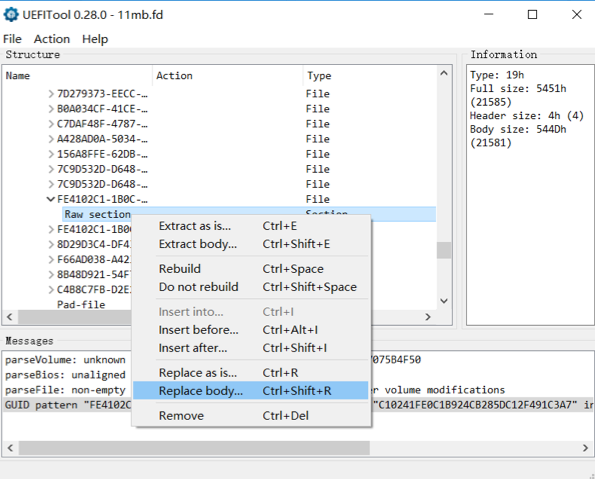 UEFITool 0.28.0 - 11mb.fd
File Action Help
Structure
Information
Name Action Type
7D279373-EECC-... File
B0A034CF-41CE-... File
C7DAF48F-4787-... File
A428AD0A-5034-... File
156A8FFE-62DB-... File
7C9D532D-D648-... File
7C9D532D-D648-... File
FE4102C1-1B0C-... File
Raw section Section
FE4102C1-1B0
8D29D3C4-DF4
F66AD038-A42
8B48D921-54F
C4B8C7FB-D2E
Pad-file
Type: 19h
Full size: 5451h
(21585)
Header size: 4h (4)
Body size: 544Dh
(21581)
Extract as is... Ctrl+E
Extract body... Ctrl+Shift+E
Rebuild Ctrl+Space
Do not rebuild Ctrl+Shift+Space
Insert into... Ctrl+I
Insert before... Ctrl+Alt+I
Insert after... Ctrl+Shift+I
Replace as is... Ctrl+R
Replace body... Ctrl+Shift+R
Remove Ctrl+Del
Messages
parseVolume: unknown 075B4F50
parseBios: unaligned
parseFile: non-empty er volume modifications
GUID pattern "FE4102C "C10241FE0C1B924CB285DC12F491C3A7" in